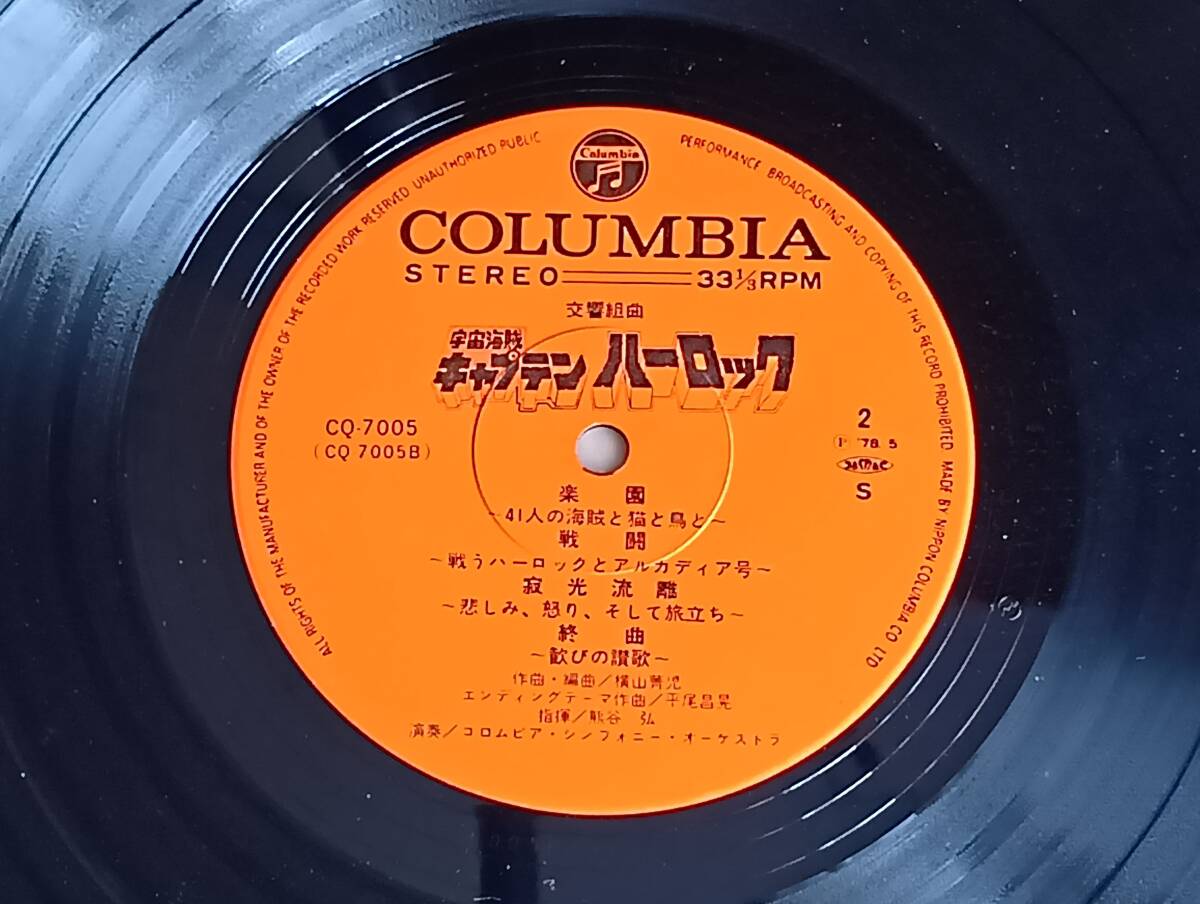 Columbia
COLUMBIA
STEREO 33⅓RPM
交響組曲
宇宙海賊
キャプテン ハーロック
CQ-7005
(CQ 7005B)
2
Ⓟ '78. 5
JASRAC
S
楽園
~41人の海賊と猫と鳥と~
戦闘
~戦うハーロックとアルカディア号~
寂光流離
~悲しみ、怒り、そして旅立ち~
終曲
~歓びの讃歌~
作曲・編曲/横山菁児
エンディングテーマ作曲/平尾昌晃
指揮/熊谷 弘
演奏/コロムビア・シンフォニー・オーケストラ
ALL RIGHTS OF THE MANUFACTURER AND OF THE OWNER OF THE RECORDED WORK RESERVED UNAUTHORIZED PUBLIC PERFORMANCE BROADCASTING AND COPYING OF THIS RECORD PROHIBITED MADE BY NIPPON COLUMBIA CO LTD